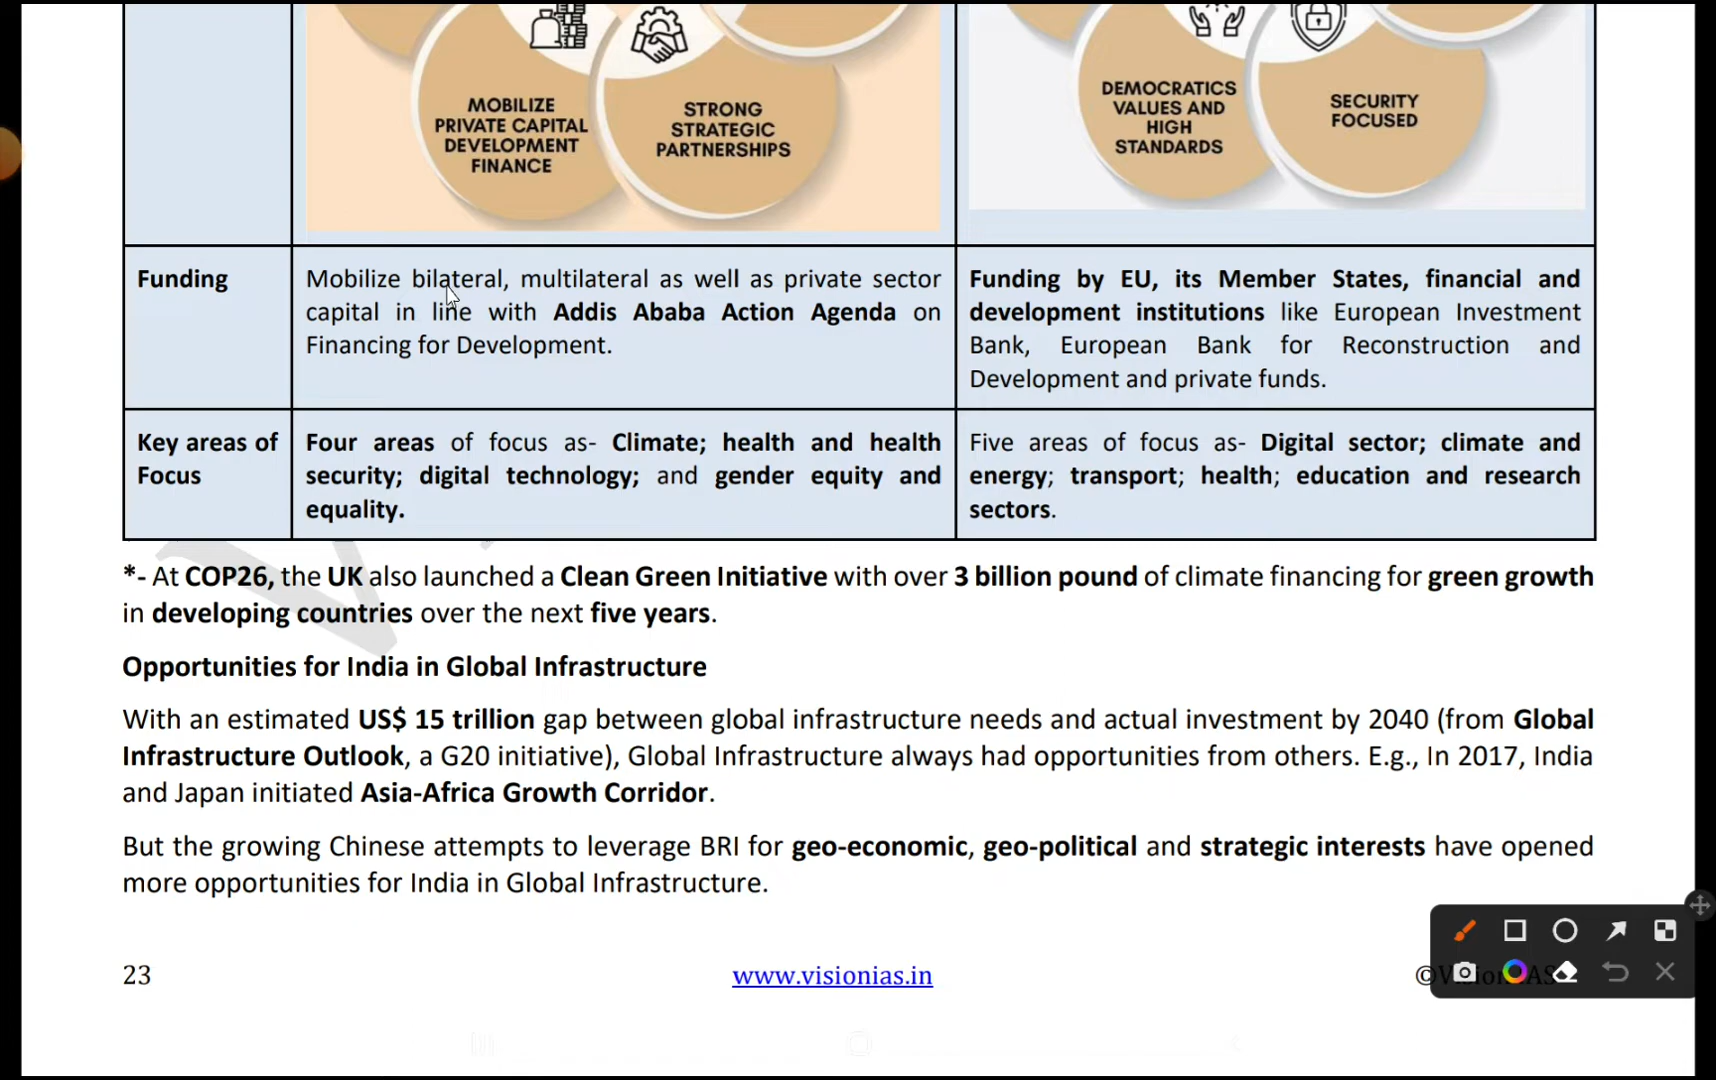 MOBILIZE
PRIVATE CAPITAL
DEVELOPMENT
FINANCE
STRONG
STRATEGIC
PARTNERSHIPS
DEMOCRATICS
VALUES AND
HIGH
STANDARDS
SECURITY
FOCUSED
Funding
Mobilize bilateral, multilateral as well as private sector
capital in line with Addis Ababa Action Agenda on
Financing for Development.
Funding by EU, its Member States, financial and
development institutions like European Investment
Bank, European Bank for Reconstruction and
Development and private funds.
Key areas of
Focus
Four areas of focus as- Climate; health and health
security; digital technology; and gender equity and
equality.
Five areas of focus as- Digital sector; climate and
energy; transport; health; education and research
sectors.
*- At COP26, the UK also launched a Clean Green Initiative with over 3 billion pound of climate financing for green growth
in developing countries over the next five years.
Opportunities for India in Global Infrastructure
With an estimated US$ 15 trillion gap between global infrastructure needs and actual investment by 2040 (from Global
Infrastructure Outlook, a G20 initiative), Global Infrastructure always had opportunities from others. E.g., In 2017, India
and Japan initiated Asia-Africa Growth Corridor.
But the growing Chinese attempts to leverage BRI for geo-economic, geo-political and strategic interests have opened
more opportunities for India in Global Infrastructure.
23
www.visionias.in